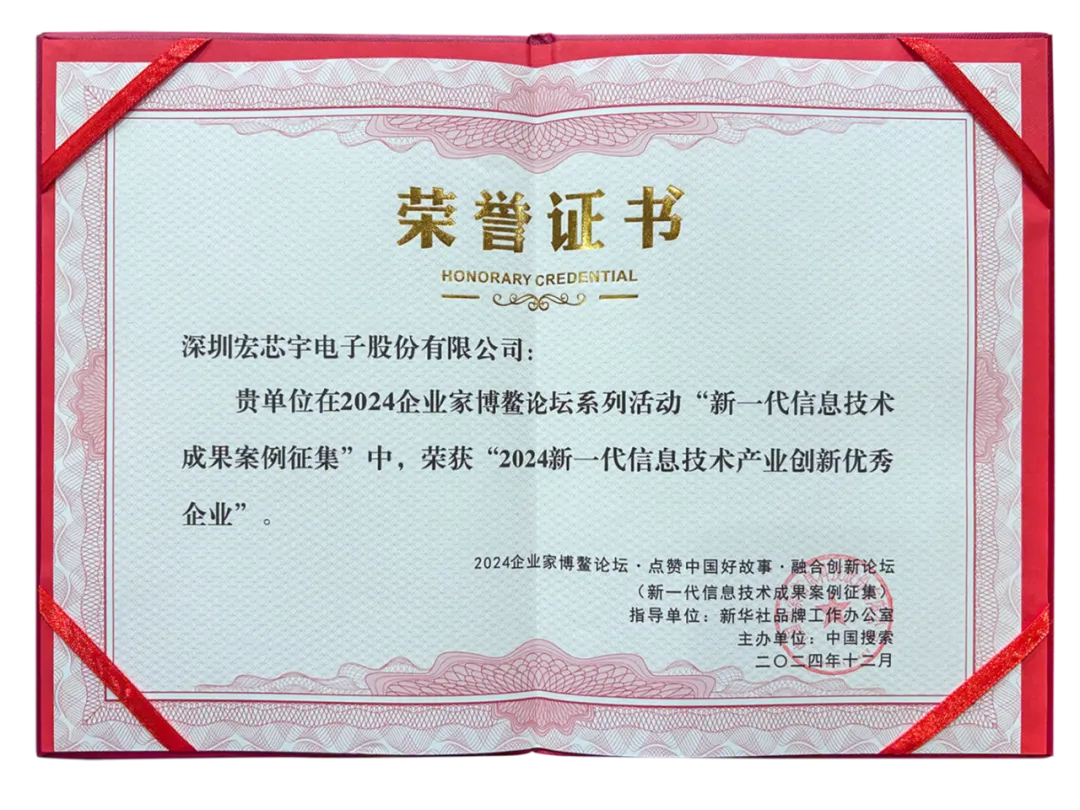 荣誉证书
HONORARY CREDENTIAL
深圳宏芯宇电子股份有限公司：
贵单位在2024企业家博鳌论坛系列活动“新一代信息技术
成果案例征集”中，荣获“2024新一代信息技术产业创新优秀
企业”。
2024企业家博鳌论坛·点赞中国好故事·融合创新论坛
（新一代信息技术成果案例征集）
指导单位：新华社品牌工作办公室
主办单位：中国搜索
二〇二四年十二月